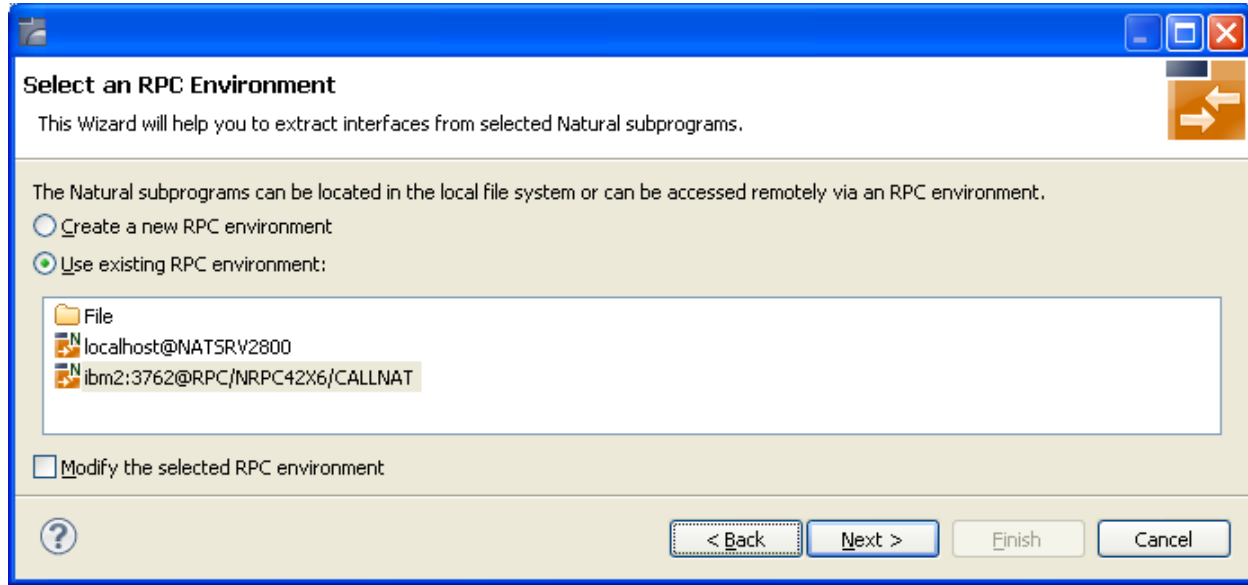 Select an RPC Environment
This Wizard will help you to extract interfaces from selected Natural subprograms.
The Natural subprograms can be located in the local file system or can be accessed remotely via an RPC environment.
Create a new RPC environment
Use existing RPC environment:
File
N localhost@NATSRV2800
N ibm2:3762@RPC/NRPC42X6/CALLNAT
Modify the selected RPC environment
? < Back Next > Finish Cancel